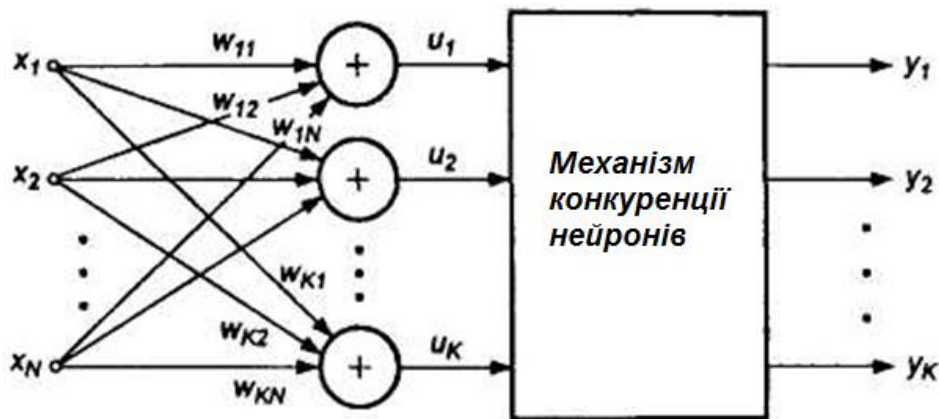 x1 w11 u1 y1
w12
w1N
x2 u2 y2
Механізм
конкуренції
нейронів
wK1
wK2
xN uK yK
wKN
+
+
+